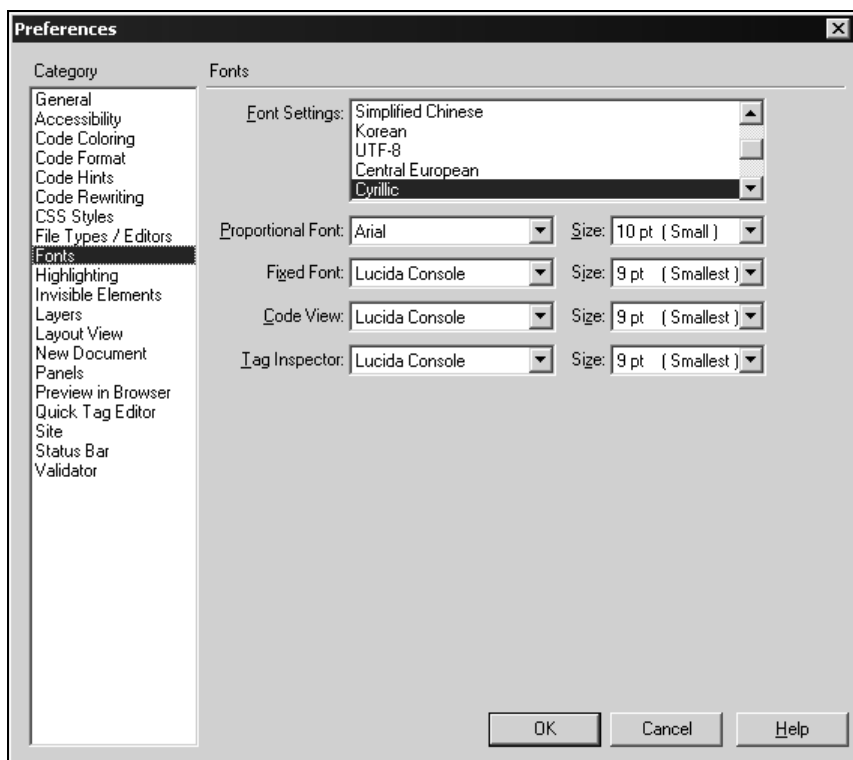 Preferences
Category
General
Accessibility
Code Coloring
Code Format
Code Hints
Code Rewriting
CSS Styles
File Types / Editors
Fonts
Highlighting
Invisible Elements
Layers
Layout View
New Document
Panels
Preview in Browser
Quick Tag Editor
Site
Status Bar
Validator
Fonts
Font Settings:
Simplified Chinese
Korean
UTF-8
Central European
Cyrillic
Proportional Font: Arial Size: 10 pt ( Small )
Fixed Font: Lucida Console Size: 9 pt ( Smallest )
Code View: Lucida Console Size: 9 pt ( Smallest )
Tag Inspector: Lucida Console Size: 9 pt ( Smallest )
OK Cancel Help